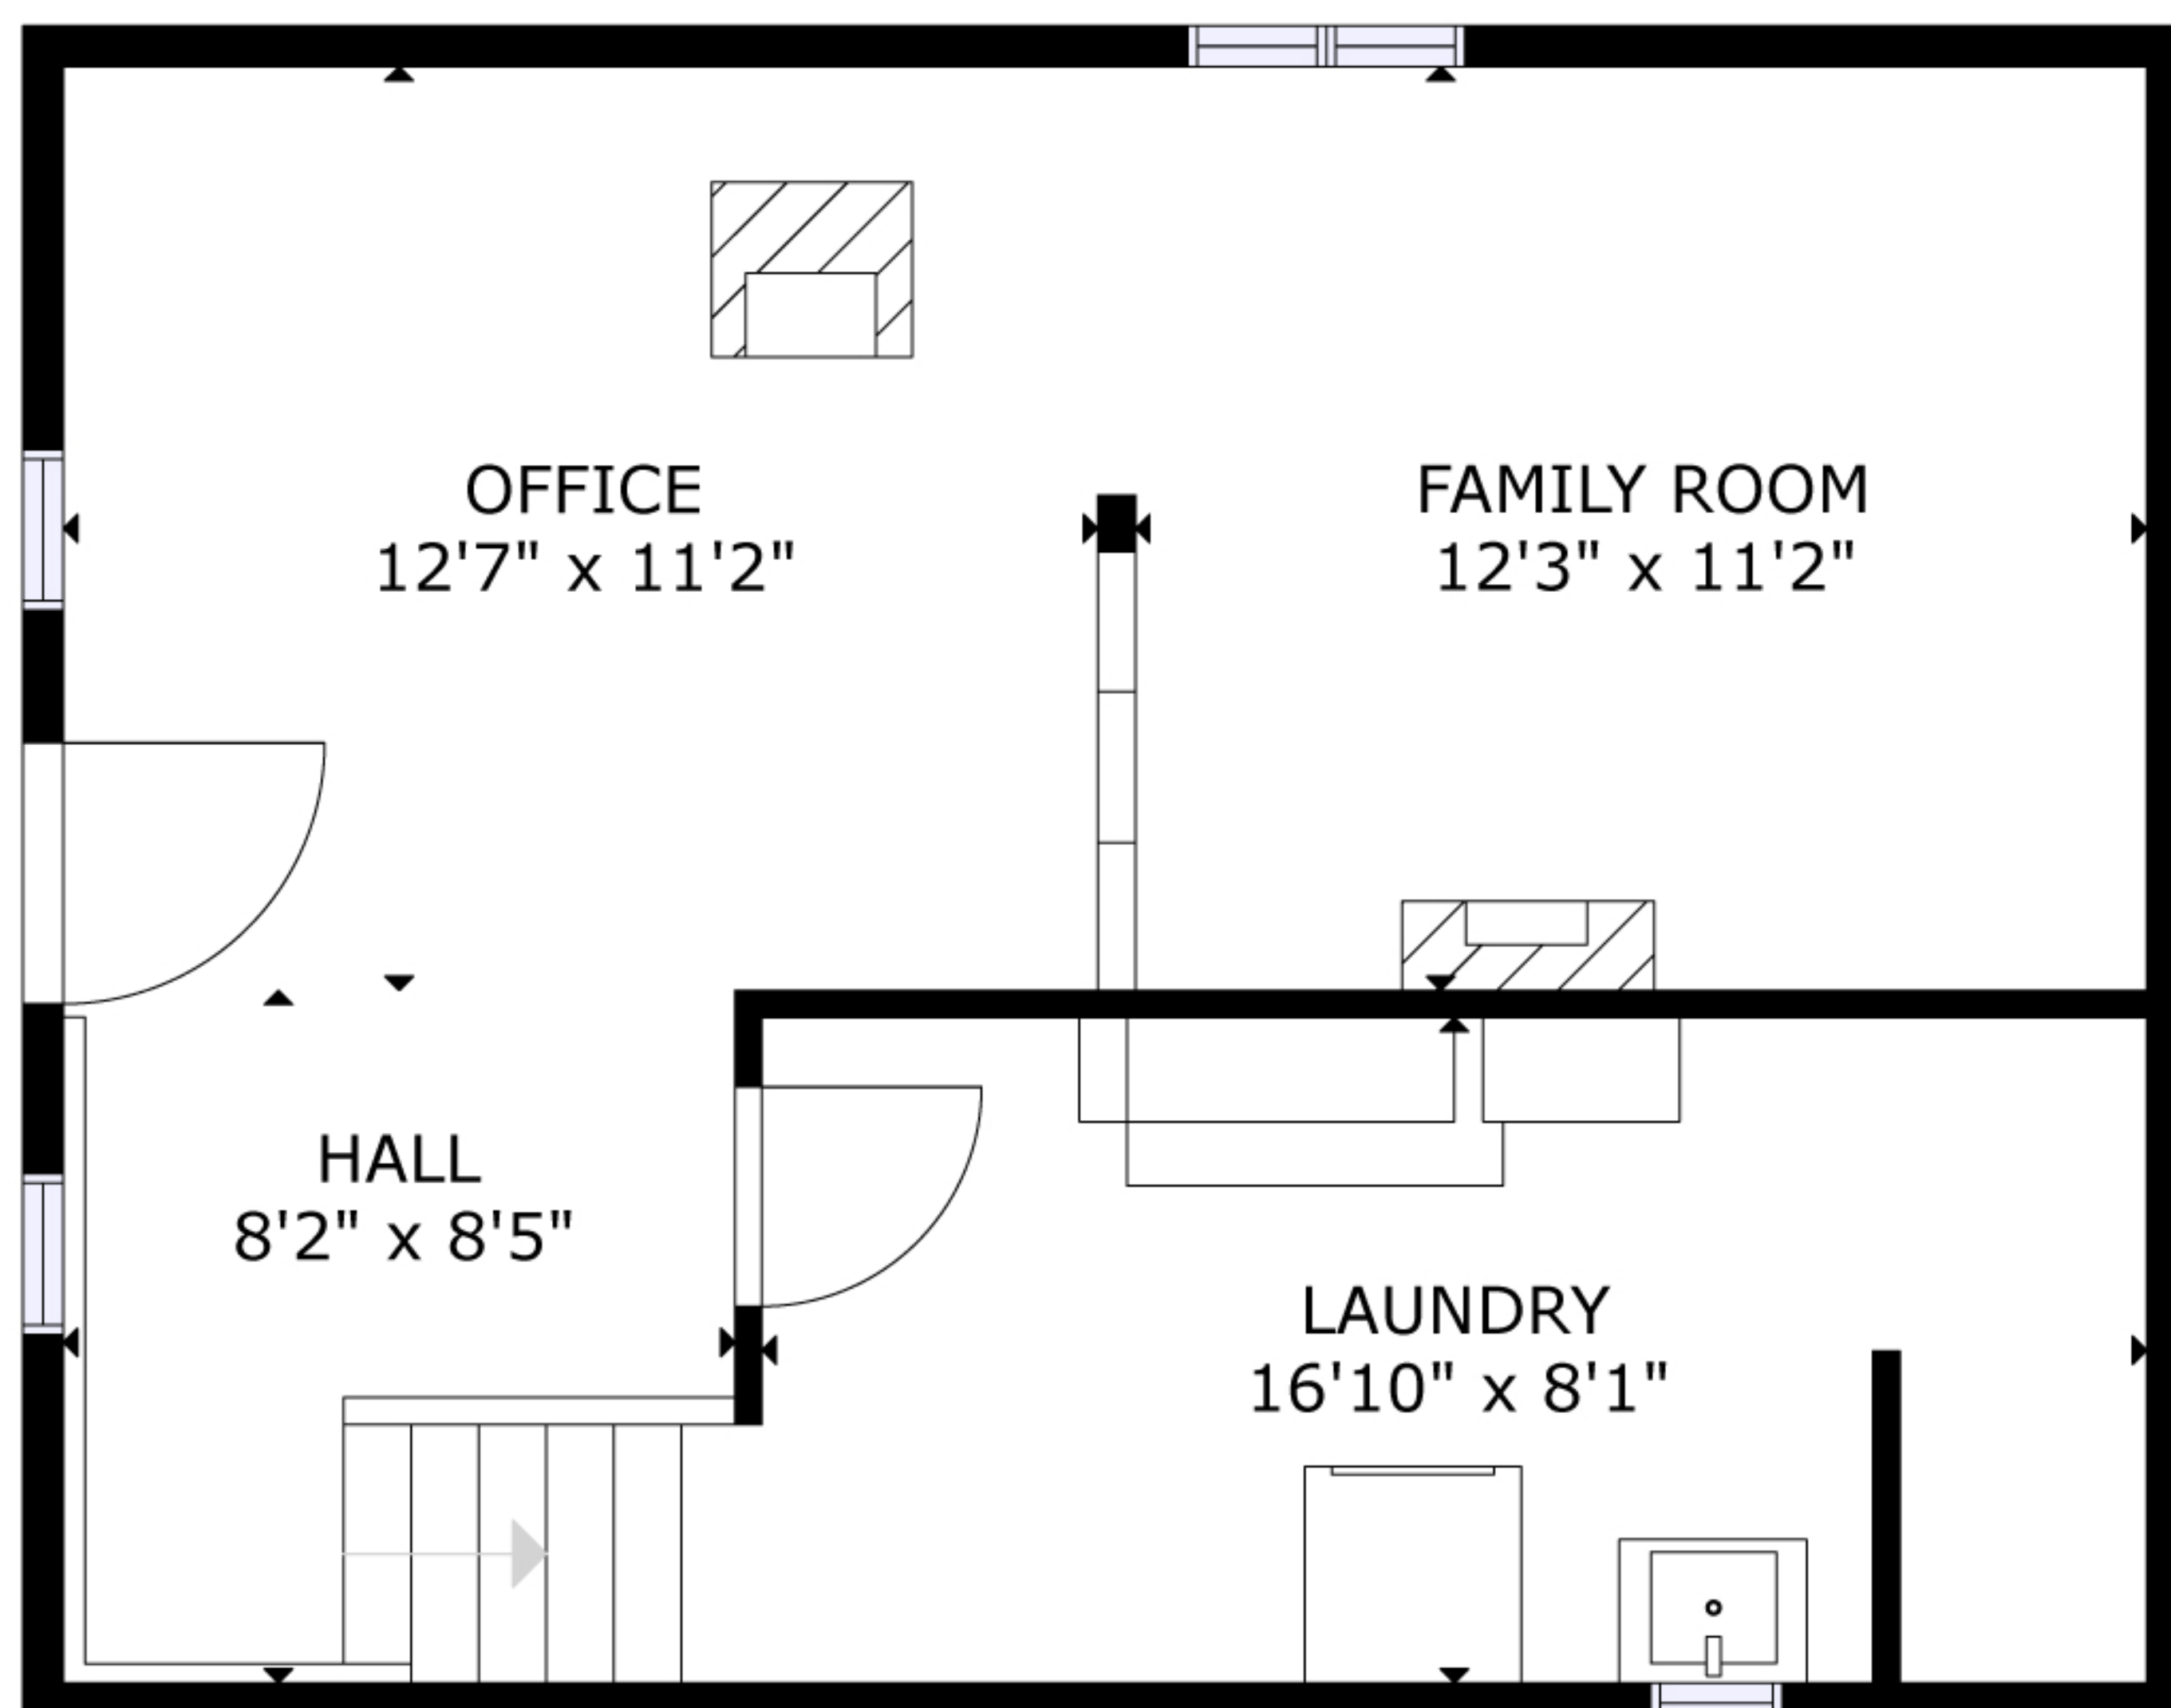 OFFICE
12'7" x 11'2"
FAMILY ROOM
12'3" x 11'2"
HALL
8'2" x 8'5"
LAUNDRY
16'10" x 8'1"